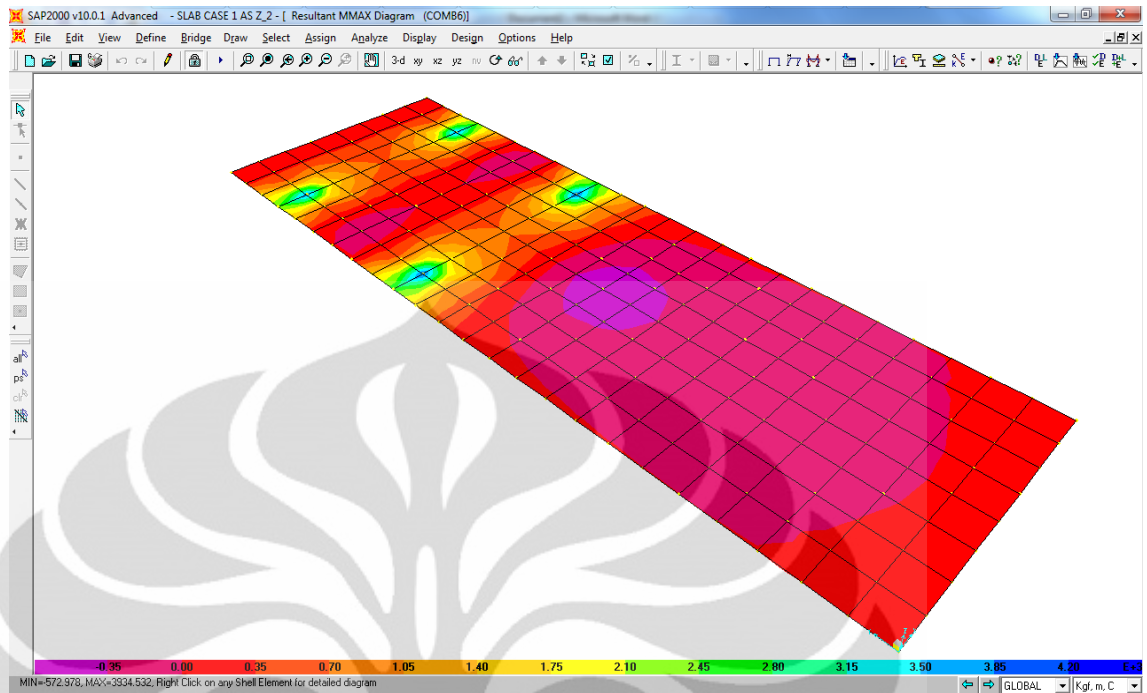 SAP2000 v10.0.1 Advanced - SLAB CASE 1 AS Z_2 - [ Resultant MMAX Diagram (COMB6)]
File Edit View Define Bridge Draw Select Assign Analyze Display Design Options Help
3-d xy xz yz nv
all
ps
clr
-0.35 0.00 0.35 0.70 1.05 1.40 1.75 2.10 2.45 2.80 3.15 3.50 3.85 4.20
MIN=-572.978, MAX=3934.532, Right Click on any Shell Element for detailed diagram
GLOBAL Kgf, m, C